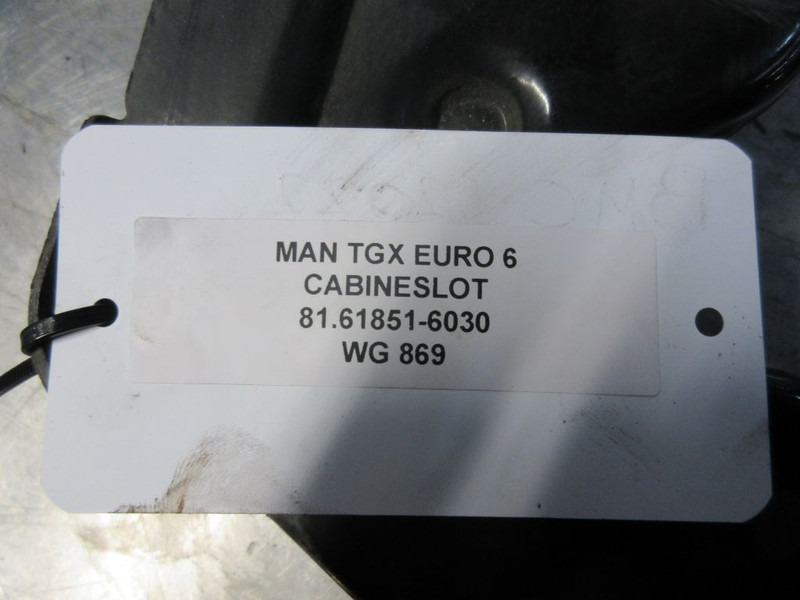 MAN TGX EURO 6
CABINESLOT
81.61851-6030
WG 869